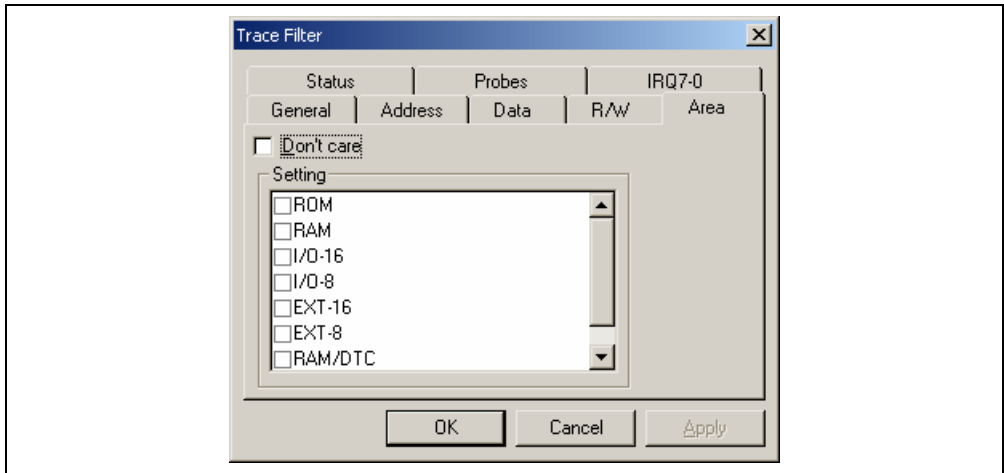 Trace Filter
Status Probes IRQ7-0
General Address Data R/W Area
Don't care
Setting
ROM
RAM
I/O-16
I/O-8
EXT-16
EXT-8
RAM/DTC
OK Cancel Apply